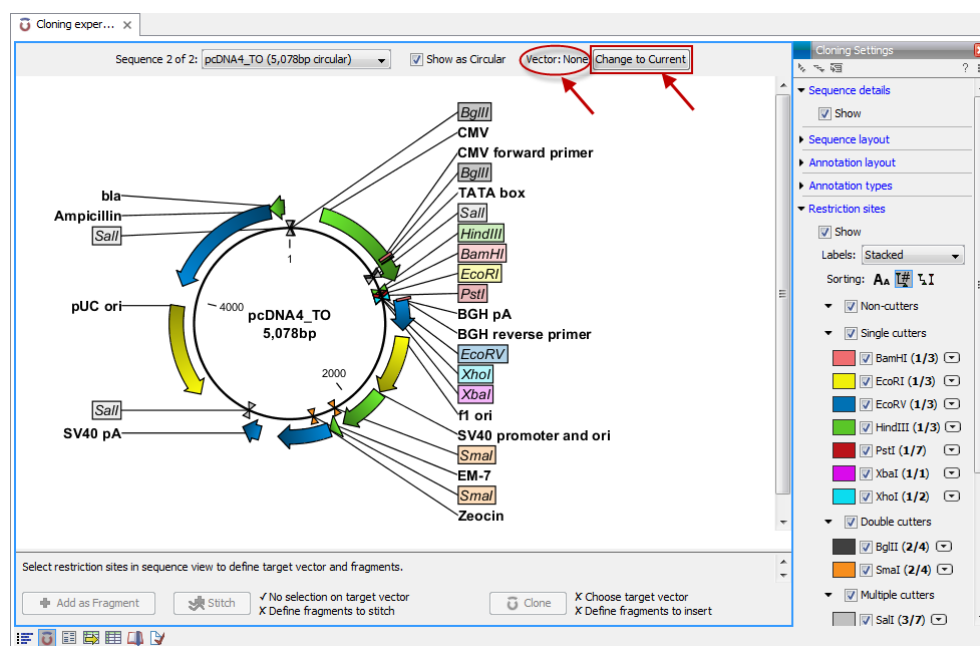 Cloning exper...
Sequence 2 of 2: pcDNA4_TO (5,078bp circular) Show as Circular Vector: None Change to Current
BglII
CMV
CMV forward primer
BglII
TATA box
SalI
HindIII
BamHI
EcoRI
PstI
BGH pA
BGH reverse primer
EcoRV
XhoI
XbaI
f1 ori
SV40 promoter and ori
SmaI
EM-7
SmaI
Zeocin
bla
Ampicillin
SalI
pUC ori
SalI
SV40 pA
1
2000
4000
pcDNA4_TO
5,078bp
Select restriction sites in sequence view to define target vector and fragments.
Add as Fragment
Stitch
✓ No selection on target vector
X Define fragments to stitch
Clone
X Choose target vector
X Define fragments to insert
Cloning Settings
?
Sequence details
Show
Sequence layout
Annotation layout
Annotation types
Restriction sites
Show
Labels: Stacked
Sorting: AA
Non-cutters
Single cutters
BamHI (1/3)
EcoRI (1/3)
EcoRV (1/3)
HindIII (1/3)
PstI (1/7)
XbaI (1/1)
XhoI (1/2)
Double cutters
BglII (2/4)
SmaI (2/4)
Multiple cutters
SalI (3/7)